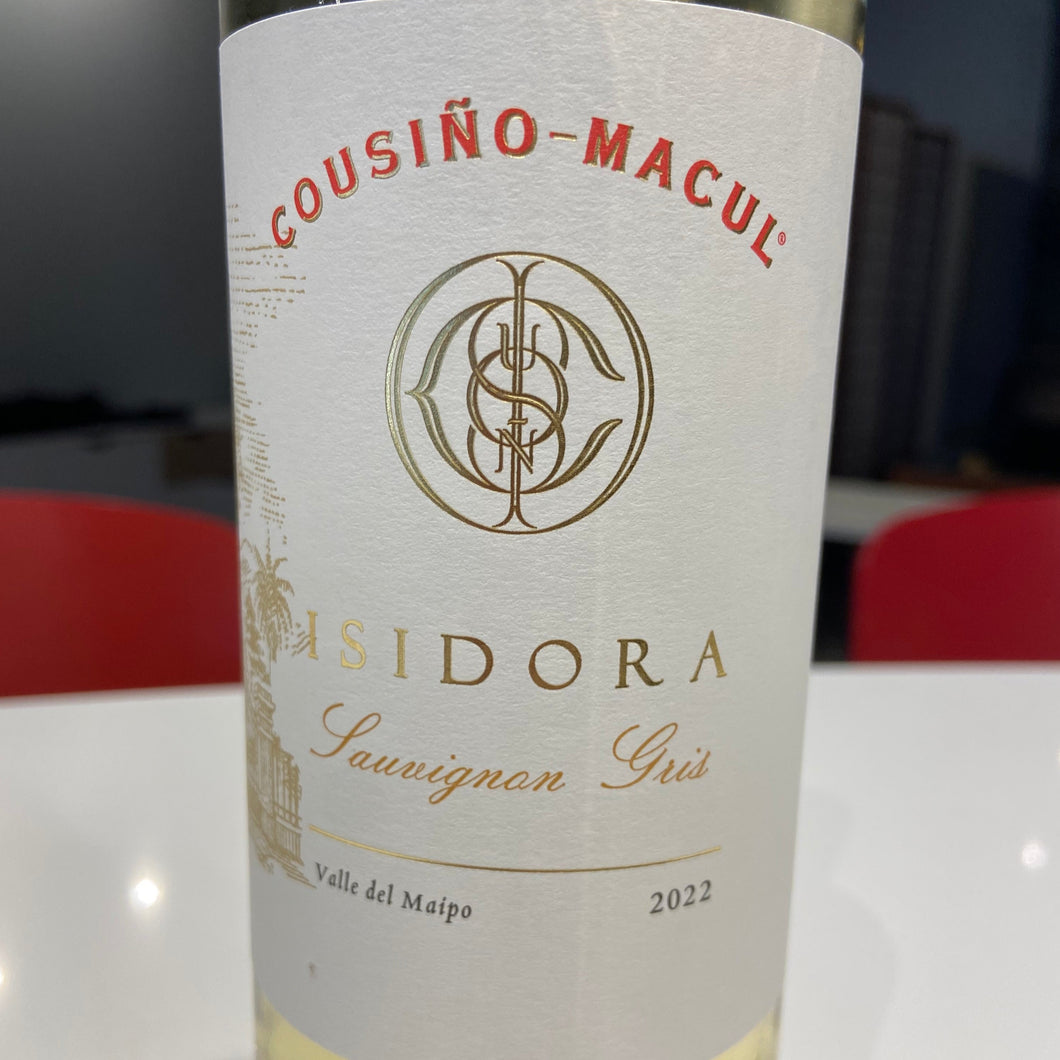 COUSIÑO-MACUL®
ISIDORA
Sauvignon Gris
Valle del Maipo 2022